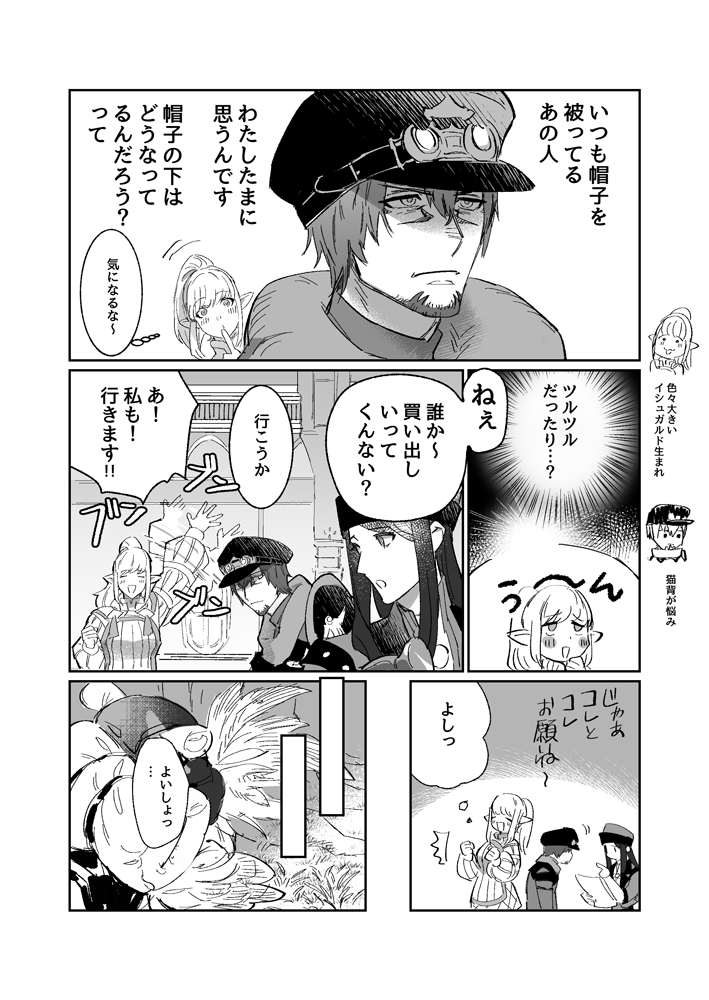 いつも帽子を
被ってる
あの人
わたしたまに
思うんです
帽子の下は
どうなって
るんだろう？
って
気になるな～
色々大きい
イシュガルド生まれ
猫背が悩み
ツルツル
だったり…？
う～ん
ねぇ
誰か～
買い出し
いって
くんない？
行こうか
あ！
私も！
行きます!!
ブンブン
ブンブン
じゃあ
コレと
コレ
お願いね～
よしっ
よいしょっ
…